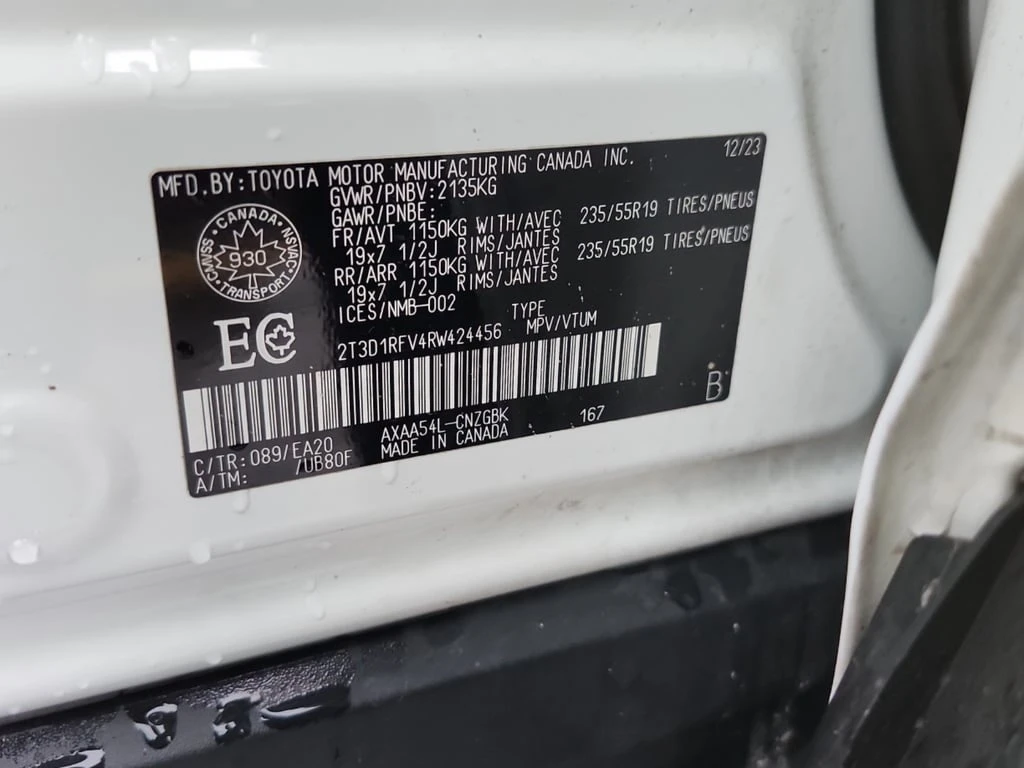 MFD.BY:TOYOTA MOTOR MANUFACTURING CANADA INC. 12/23
GVWR/PNBV:2135KG
GAWR/PNBE:
FR/AVT 1150KG WITH/AVEC 235/55R19 TIRES/PNEUS
19x7 1/2J RIMS/JANTES
RR/ARR 1150KG WITH/AVEC 235/55R19 TIRES/PNEUS
19x7 1/2J RIMS/JANTES
ICES/NMB-002
CANADA
CMVSS NSVAC
930
TRANSPORT
EC
TYPE
2T3D1RFV4RW424456 MPV/VTUM
B
AXAA54L-CNZGBK 167
MADE IN CANADA
C/TR:089/EA20
A/TM: /UB80F